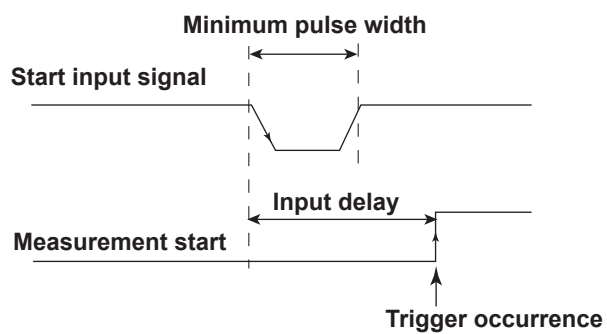 Minimum pulse width
Start input signal
Input delay
Measurement start
Trigger occurrence